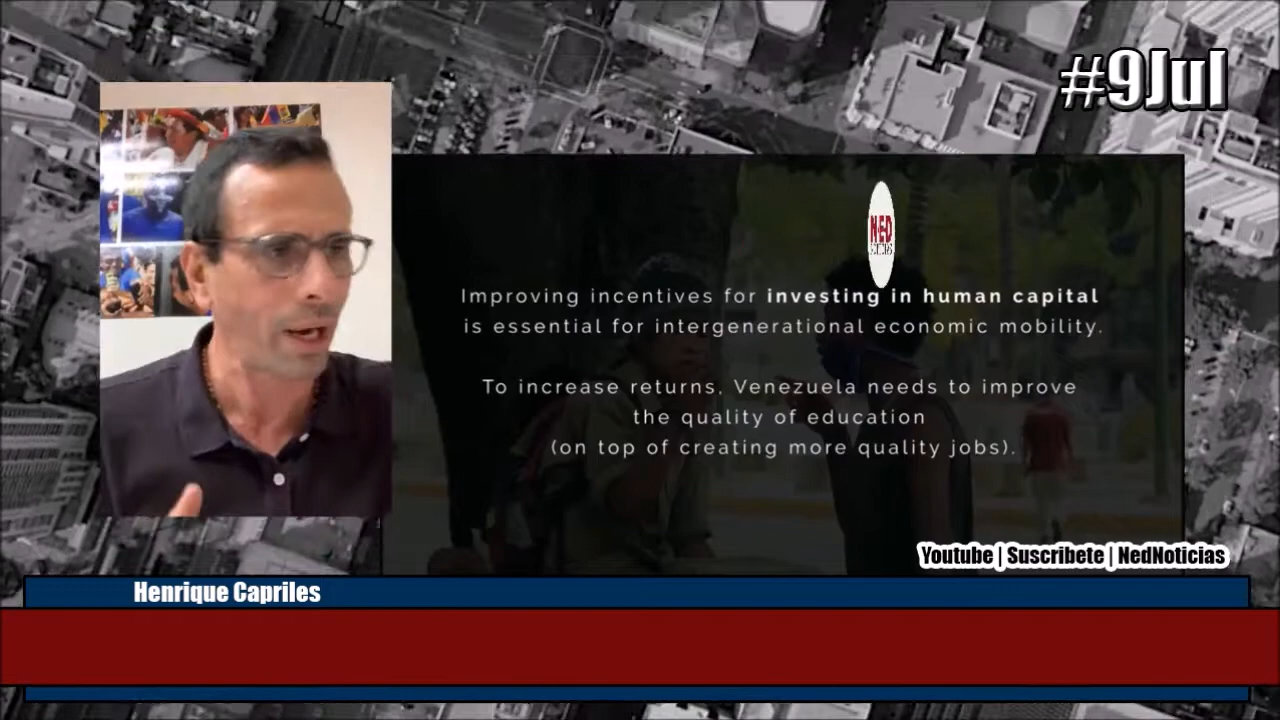 #9Jul
NED
Improving incentives for investing in human capital
is essential for intergenerational economic mobility.
To increase returns, Venezuela needs to improve
the quality of education
(on top of creating more quality jobs).
Youtube | Suscribete | NedNoticias
Henrique Capriles